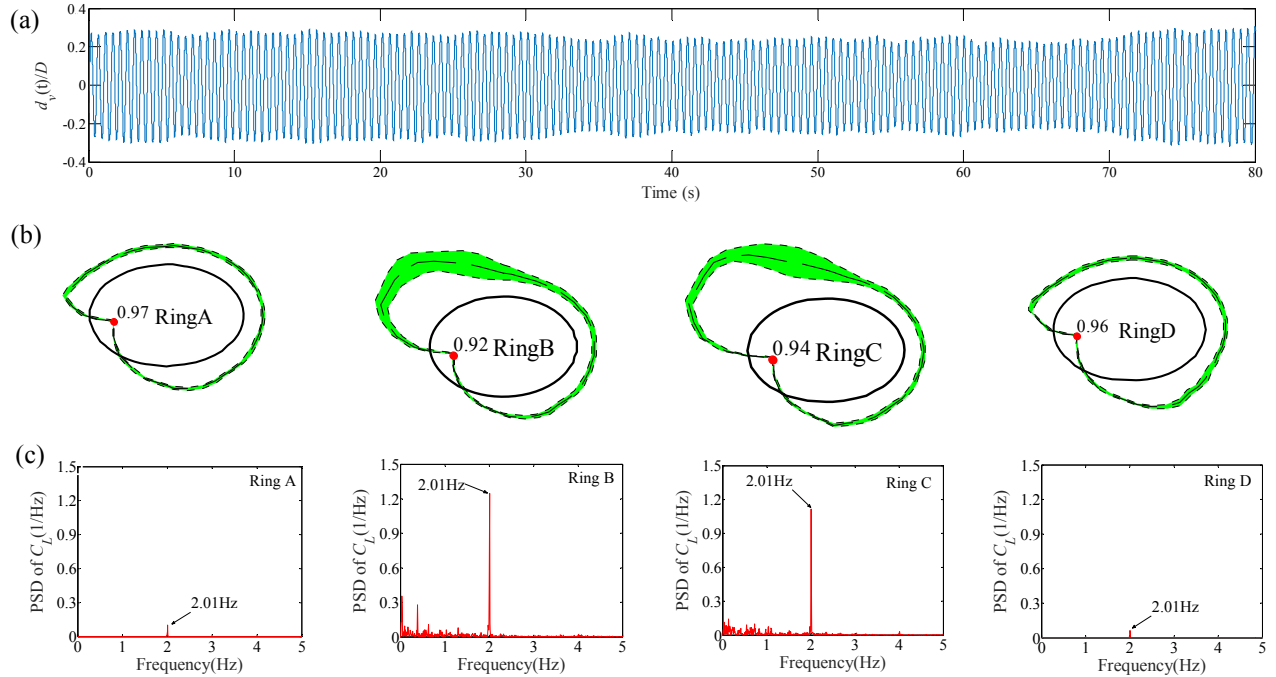 (a)
0 4
0.4
0.2
0
-0.2
-0.4
d_v(t)/D
0 10 20 30 40 50 60 70 80
Time (s)
(b)
0.97 RingA
0.92 RingB
0.94 RingC
0.96 RingD
(c)
1.5
1.2
0.9
0.6
0.3
0
PSD of C_L(1/Hz)
Ring A
2.01Hz
0 1 2 3 4 5
Frequency(Hz)
1.5
1.2
0.9
0.6
0.3
0
PSD of C_L(1/Hz)
Ring B
2.01Hz
0 1 2 3 4 5
Frequency(Hz)
1.5
1.2
0.9
0.6
0.3
0
PSD of C_L(1/Hz)
Ring C
2.01Hz
0 1 2 3 4 5
Frequency(Hz)
1.5
1.2
0.9
0.6
0.3
0
PSD of C_L(1/Hz)
Ring D
2.01Hz
0 1 2 3 4 5
Frequency(Hz)